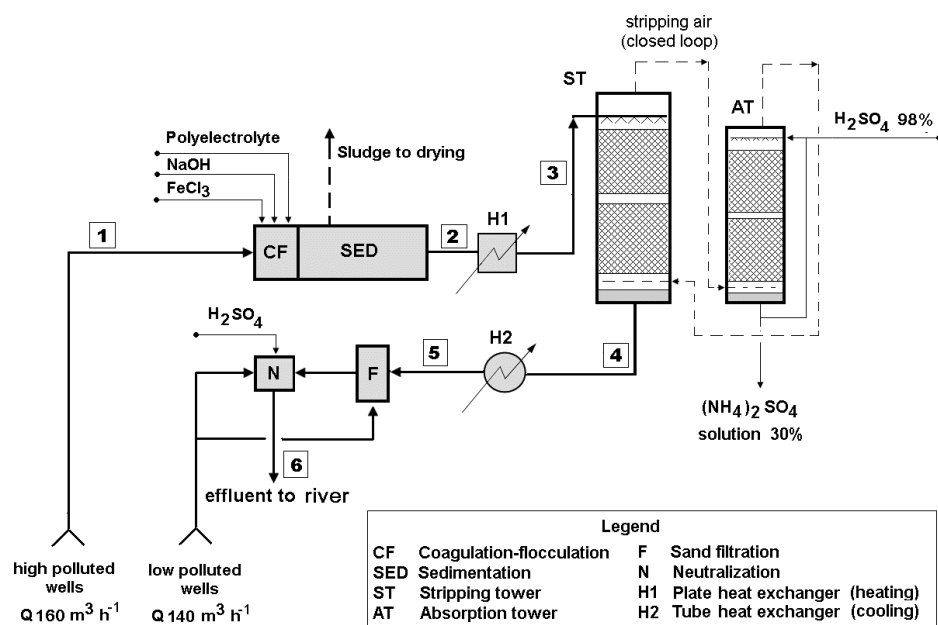 stripping air
(closed loop)
ST
AT
H₂SO₄ 98%
Polyelectrolyte
NaOH
FeCl₃
Sludge to drying
3
1
CF
SED
2
H1
H₂SO₄
N
F
5
H2
4
(NH₄)₂SO₄
solution 30%
6
effluent to river
high polluted
wells
Q 160 m³ h⁻¹
low polluted
wells
Q 140 m³ h⁻¹
Legend
CF Coagulation-flocculation
SED Sedimentation
ST Stripping tower
AT Absorption tower
F Sand filtration
N Neutralization
H1 Plate heat exchanger (heating)
H2 Tube heat exchanger (cooling)